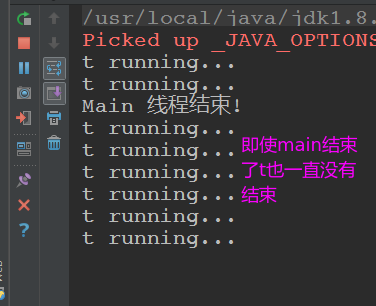 /usr/local/java/jdk1.8.
Picked up _JAVA_OPTIONS
t running...
t running...
Main 线程结束!
t running...
t running...
t running...
t running...
t running...
t running...
即使main结束
了t也一直没有
结束